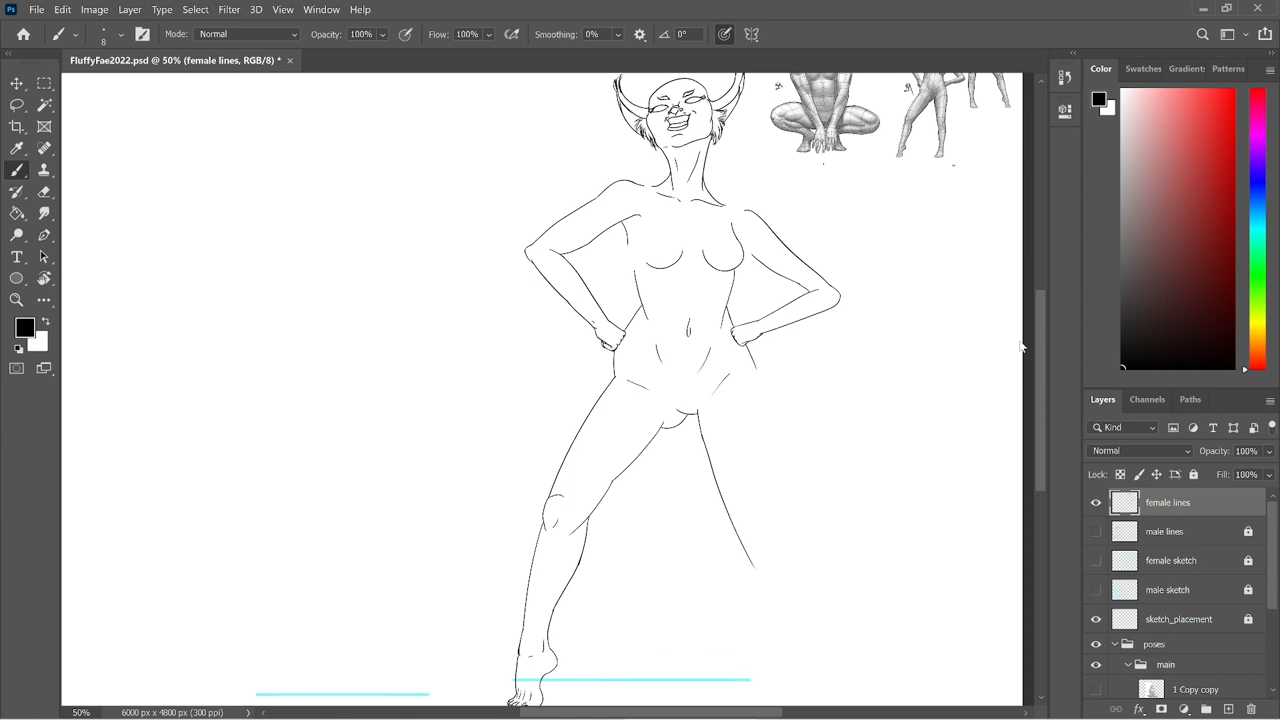 Ps File Edit Image Layer Type Select Filter 3D View Window Help
8 Mode: Normal Opacity: 100% Flow: 100% Smoothing: 0% 0°
FluffyFae2022.psd @ 50% (female lines, RGB/8) * ×
Color Swatches Gradients Patterns
Layers Channels Paths
Kind
Normal Opacity: 100%
Lock: Fill: 100%
female lines
male lines
female sketch
male sketch
sketch_placement
poses
main
1 Copy copy
50% 6000 px x 4800 px (300 ppi)